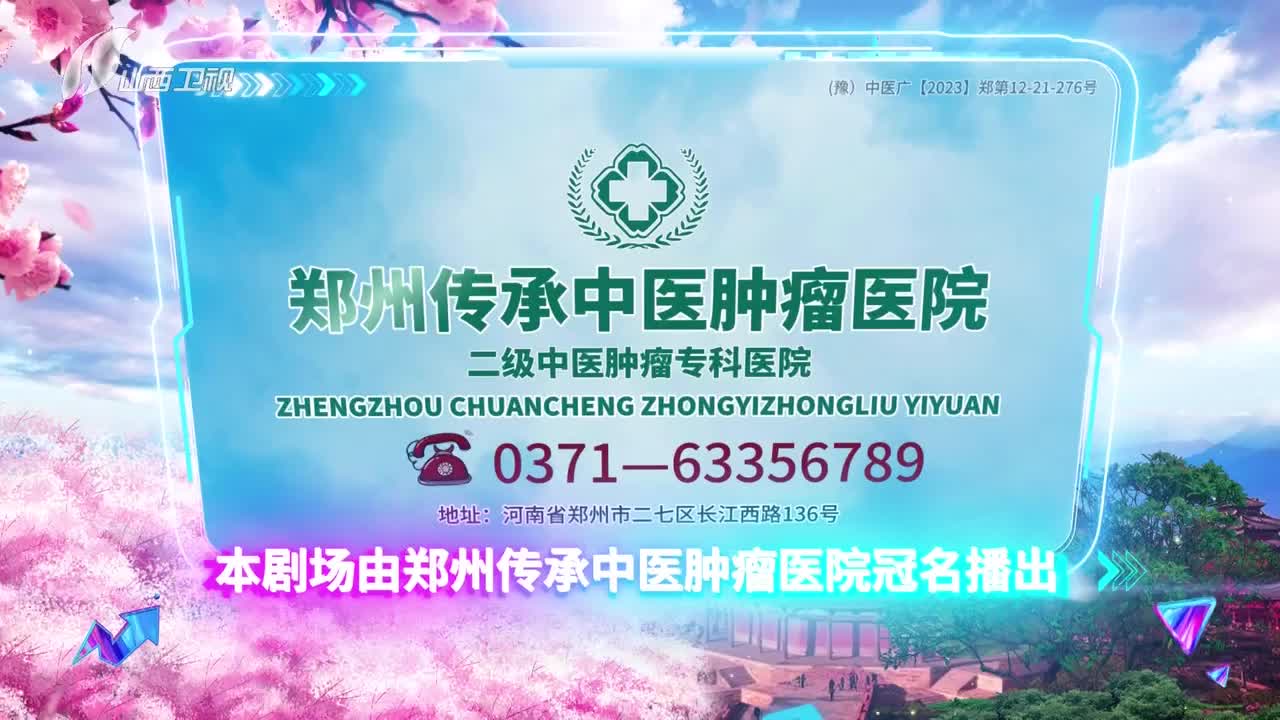 山西卫视
(豫）中医广【2023】郑第12-21-276号
郑州传承中医肿瘤医院
二级中医肿瘤专科医院
ZHENGZHOU CHUANCHENG ZHONGYIZHONGLIU YIYUAN
0371—63356789
地址：河南省郑州市二七区长江西路136号
本剧场由郑州传承中医肿瘤医院冠名播出